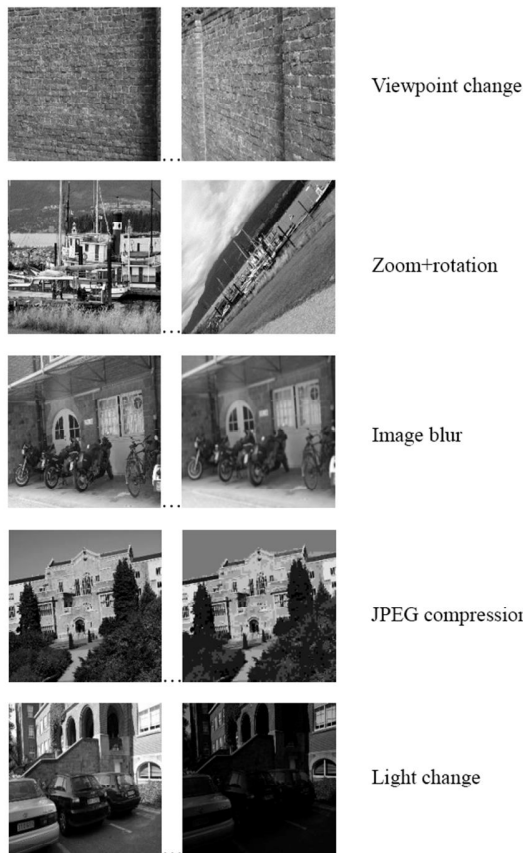 Viewpoint change
...
Zoom+rotation
...
Image blur
...
JPEG compression
...
Light change
...